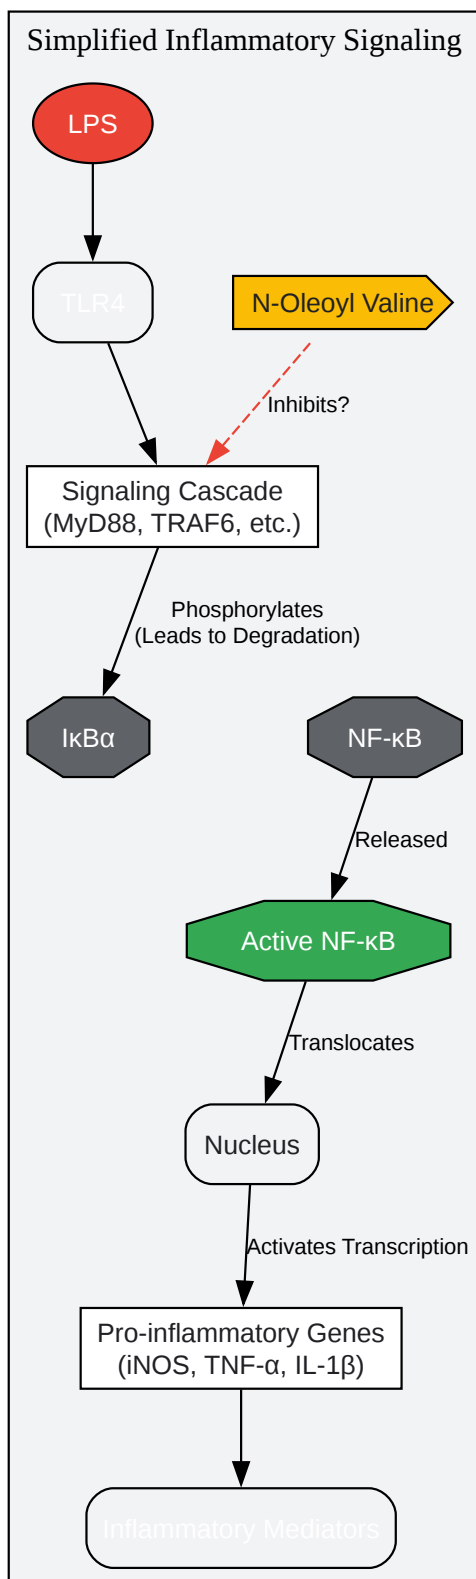 Simplified Inflammatory Signaling
LPS
TLR4
N-Oleoyl Valine
Inhibits?
Signaling Cascade
(MyD88, TRAF6, etc.)
Phosphorylates
(Leads to Degradation)
IκBα
NF-κB
Released
Active NF-κB
Translocates
Nucleus
Activates Transcription
Pro-inflammatory Genes
(iNOS, TNF-α, IL-1β)
Inflammatory Mediators